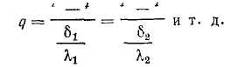 q = — / (δ₁/λ₁) = — / (δ₂/λ₂) и т. д.